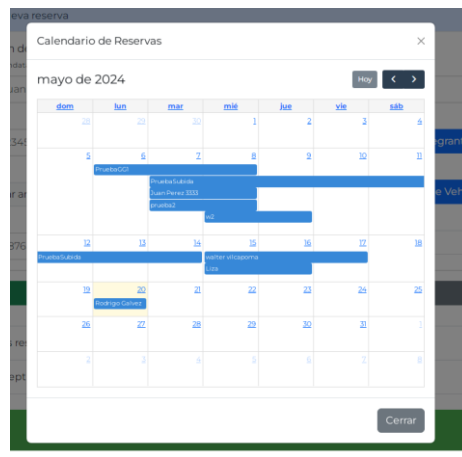 eva reserva
Calendario de Reservas ×
mayo de 2024 Hoy
dom lun mar mié jue vie sáb
28 29 30 1 2 3 4
5 6 7 8 9 10 11
PruebaCC1
PruebaSubida
Juan Perez 3333
prueba2
w2
12 13 14 15 16 17 18
PruebaSubida walter vilcapoma
Liza
19 20 21 22 23 24 25
Rodrigo Galvez
26 27 28 29 30 31 1
2 3 4 5 6 7 8
Cerrar